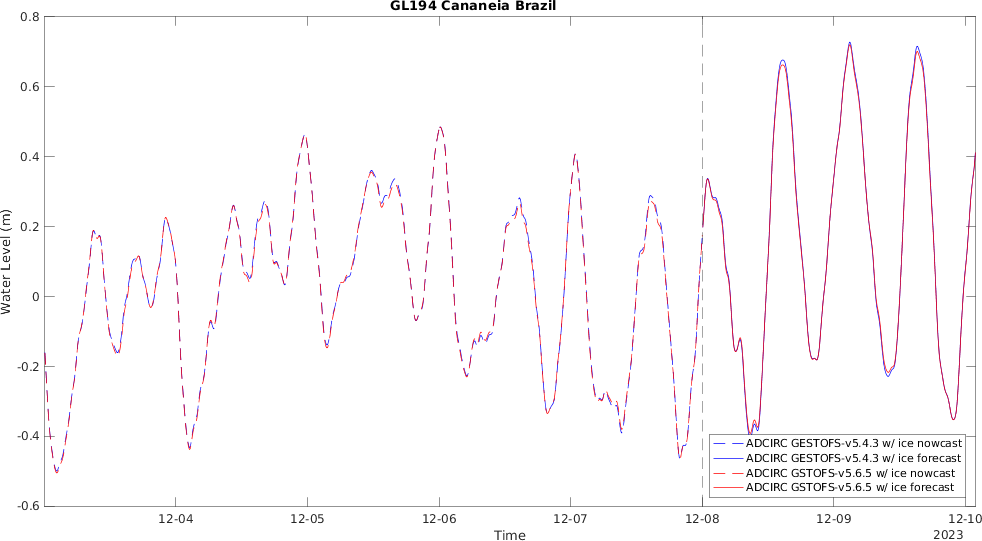 GL194 Cananeia Brazil
0.8
0.6
0.4
0.2
0
-0.2
-0.4
-0.6
Water Level (m)
ADCIRC GESTOFS-v5.4.3 w/ ice nowcast
ADCIRC GESTOFS-v5.4.3 w/ ice forecast
ADCIRC GSTOFS-v5.6.5 w/ ice nowcast
ADCIRC GSTOFS-v5.6.5 w/ ice forecast
12-04 12-05 12-06 12-07 12-08 12-09 12-10
Time
2023